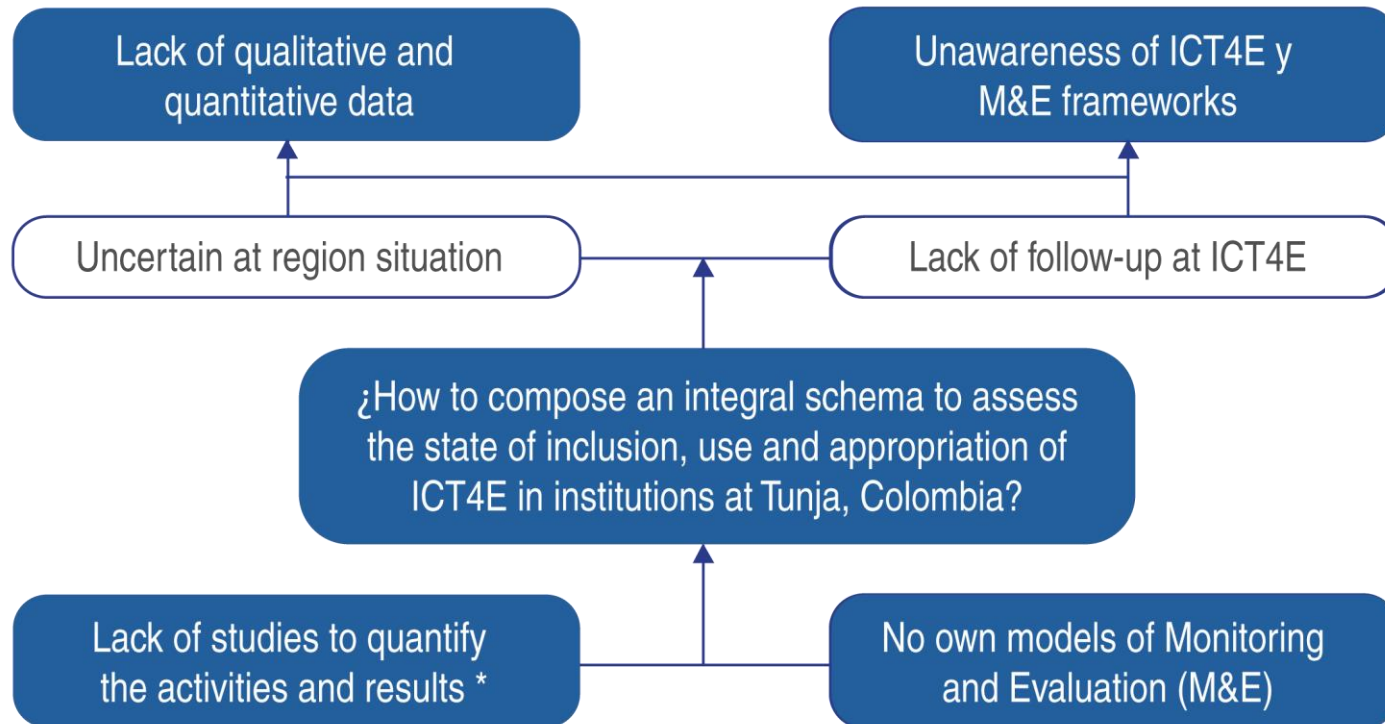 Lack of qualitative and
quantitative data
Unawareness of ICT4E y
M&E frameworks
Uncertain at region situation
Lack of follow-up at ICT4E
¿How to compose an integral schema to assess
the state of inclusion, use and appropriation of
ICT4E in institutions at Tunja, Colombia?
Lack of studies to quantify
the activities and results *
No own models of Monitoring
and Evaluation (M&E)